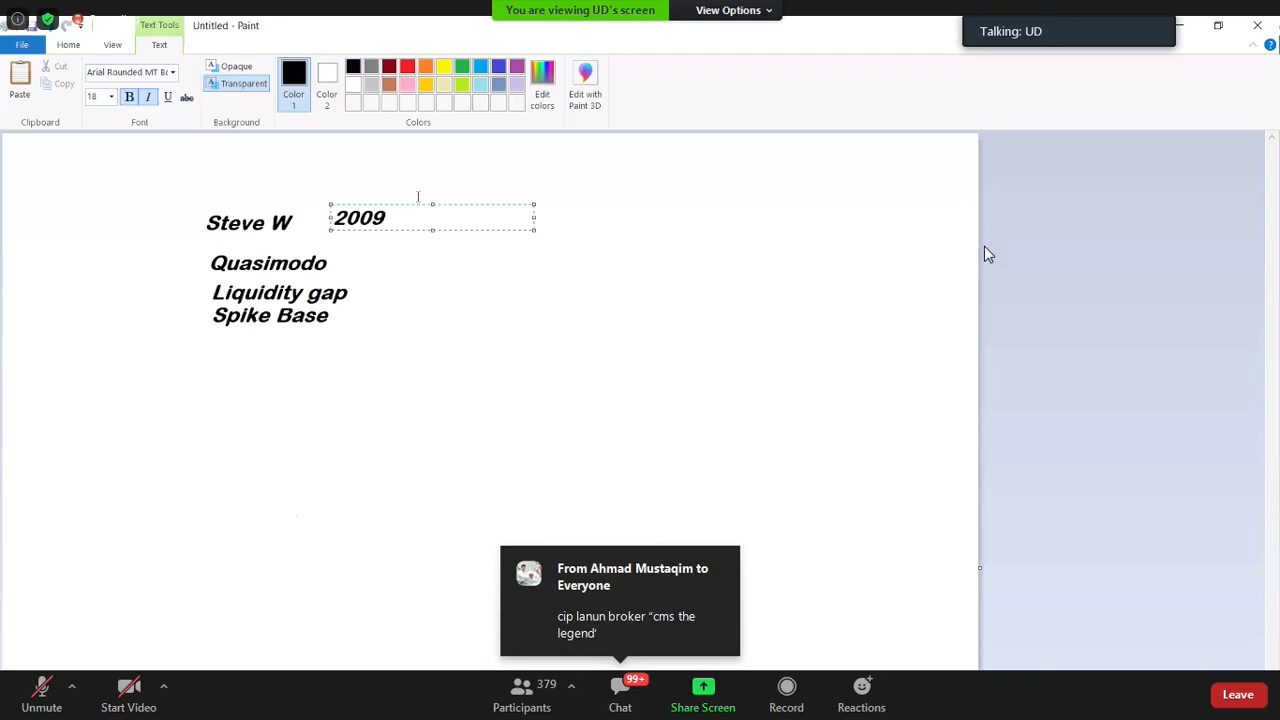 You are viewing UD's screen
View Options
Talking: UD
Text Tools
Untitled - Paint
File
Home
View
Text
Paste
Cut
Copy
Clipboard
Arial Rounded MT Bc
18
B I U abc
Font
Opaque
Transparent
Background
Color 1
Color 2
Edit colors
Edit with Paint 3D
Colors
Steve W
2009
Quasimodo
Liquidity gap
Spike Base
From Ahmad Mustaqim to
Everyone
cip lanun broker “cms the
legend'
Unmute
Start Video
379
Participants
99+
Chat
Share Screen
Record
Reactions
Leave